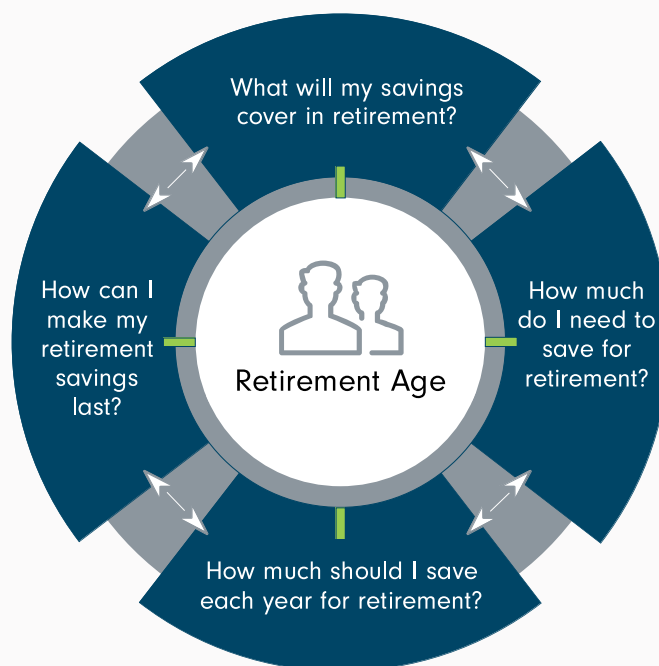 What will my savings
cover in retirement?
How can I
make my
retirement
savings
last?
How much
do I need to
save for
retirement?
Retirement Age
How much should I save
each year for retirement?